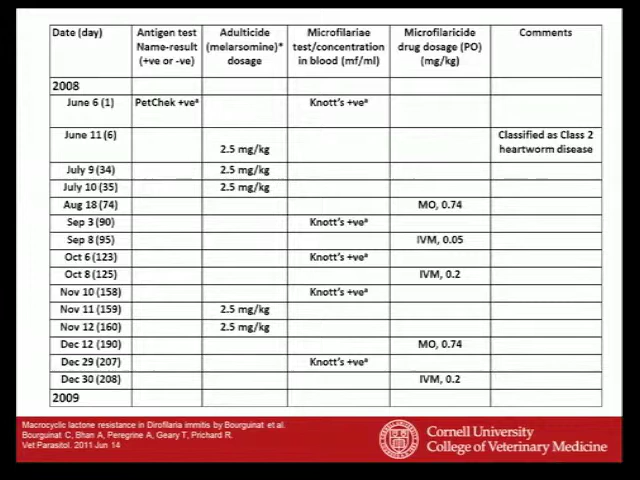 Date (day) Antigen test Adulticide Microfilariae Microfilaricide Comments
Name-result (melarsomine)* test/concentration drug dosage (PO)
(+ve or -ve) dosage in blood (mf/ml) (mg/kg)
2008
June 6 (1) PetChek +veª Knott's +veª
June 11 (6) 2.5 mg/kg Classified as Class 2
heartworm disease
July 9 (34) 2.5 mg/kg
July 10 (35) 2.5 mg/kg
Aug 18 (74) MO, 0.74
Sep 3 (90) Knott's +veª
Sep 8 (95) IVM, 0.05
Oct 6 (123) Knott's +veª
Oct 8 (125) IVM, 0.2
Nov 10 (158) Knott's +veª
Nov 11 (159) 2.5 mg/kg
Nov 12 (160) 2.5 mg/kg
Dec 12 (190) MO, 0.74
Dec 29 (207) Knott's +veª
Dec 30 (208) IVM, 0.2
2009
Macrocyclic lactone resistance in Dirofilaria immitis by Bourguinat et al.
Bourguinat C, Bhan A, Peregrine A, Geary T, Prichard R.
Vet Parasitol. 2011 Jun 14
Cornell University
College of Veterinary Medicine